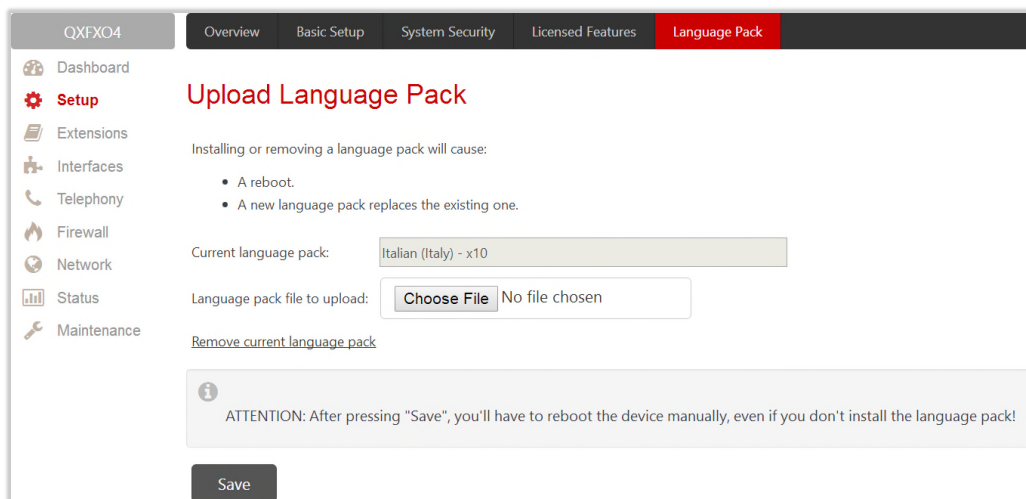 QXFXO4
Overview
Basic Setup
System Security
Licensed Features
Language Pack
Dashboard
Setup
Extensions
Interfaces
Telephony
Firewall
Network
Status
Maintenance
Upload Language Pack
Installing or removing a language pack will cause:
A reboot.
A new language pack replaces the existing one.
Current language pack: Italian (Italy) - x10
Language pack file to upload: Choose File No file chosen
Remove current language pack
ATTENTION: After pressing "Save", you'll have to reboot the device manually, even if you don't install the language pack!
Save